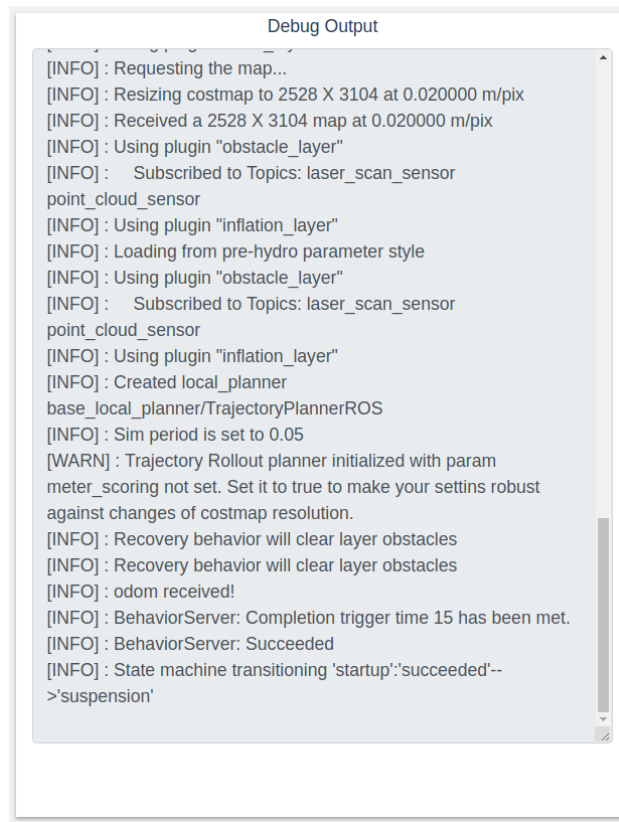 Debug Output
[INFO] : Requesting the map...
[INFO] : Resizing costmap to 2528 X 3104 at 0.020000 m/pix
[INFO] : Received a 2528 X 3104 map at 0.020000 m/pix
[INFO] : Using plugin "obstacle_layer"
[INFO] :     Subscribed to Topics: laser_scan_sensor
point_cloud_sensor
[INFO] : Using plugin "inflation_layer"
[INFO] : Loading from pre-hydro parameter style
[INFO] : Using plugin "obstacle_layer"
[INFO] :     Subscribed to Topics: laser_scan_sensor
point_cloud_sensor
[INFO] : Using plugin "inflation_layer"
[INFO] : Created local_planner
base_local_planner/TrajectoryPlannerROS
[INFO] : Sim period is set to 0.05
[WARN] : Trajectory Rollout planner initialized with param
meter_scoring not set. Set it to true to make your settins robust
against changes of costmap resolution.
[INFO] : Recovery behavior will clear layer obstacles
[INFO] : Recovery behavior will clear layer obstacles
[INFO] : odom received!
[INFO] : BehaviorServer: Completion trigger time 15 has been met.
[INFO] : BehaviorServer: Succeeded
[INFO] : State machine transitioning 'startup':'succeeded'--
>'suspension'